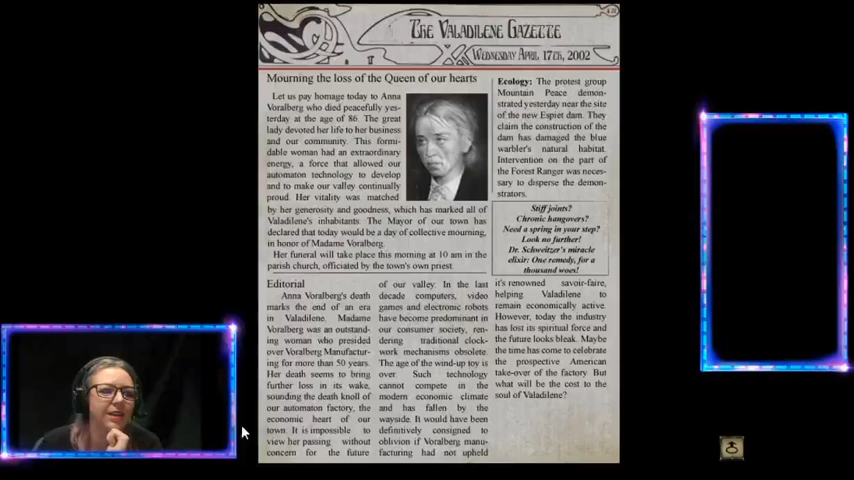 THE VALADILENE GAZETTE
WEDNESDAY APRIL 17TH, 2002
Mourning the loss of the Queen of our hearts
Let us pay homage today to Anna
Voralberg who died peacefully yes-
terday at the age of 86. The great
lady devoted her life to her business
and our community. This formi-
dable woman had an extraordinary
energy, a force that allowed our
automaton technology to develop
and to make our valley continually
proud. Her vitality was matched
by her generosity and goodness, which has marked all of
Valadilene's inhabitants. The Mayor of our town has
declared that today would be a day of collective mourning,
in honor of Madame Voralberg.
Her funeral will take place this morning at 10 am in the
parish church, officiated by the town's own priest.
Ecology: The protest group
Mountain Peace demon-
strated yesterday near the site
of the new Espiet dam. They
claim the construction of the
dam has damaged the blue
warbler's natural habitat.
Intervention on the part of
the Forest Ranger was neces-
sary to disperse the demon-
strators.
Stiff joints?
Chronic hangovers?
Need a spring in your step?
Look no further!
Dr. Schweitzer's miracle
elixir: One remedy, for a
thousand woes!
Editorial
Anna Voralberg's death
marks the end of an era
in Valadilene. Madame
Voralberg was an outstand-
ing woman who presided
over Voralberg Manufactur-
ing for more than 50 years.
Her death seems to bring
further loss in its wake,
sounding the death knoll of
our automaton factory, the
economic heart of our
town. It is impossible to
view her passing without
concern for the future
of our valley. In the last
decade computers, video
games and electronic robots
have become predominant in
our consumer society, ren-
dering traditional clock-
work mechanisms obsolete.
The age of the wind-up toy is
over. Such technology
cannot compete in the
modern economic climate
and has fallen by the
wayside. It would have been
definitively consigned to
oblivion if Voralberg manu-
facturing had not upheld
it's renowned savoir-faire,
helping Valadilene to
remain economically active.
However, today the industry
has lost its spiritual force and
the future looks bleak. Maybe
the time has come to celebrate
the prospective American
take-over of the factory. But
what will be the cost to the
soul of Valadilene?